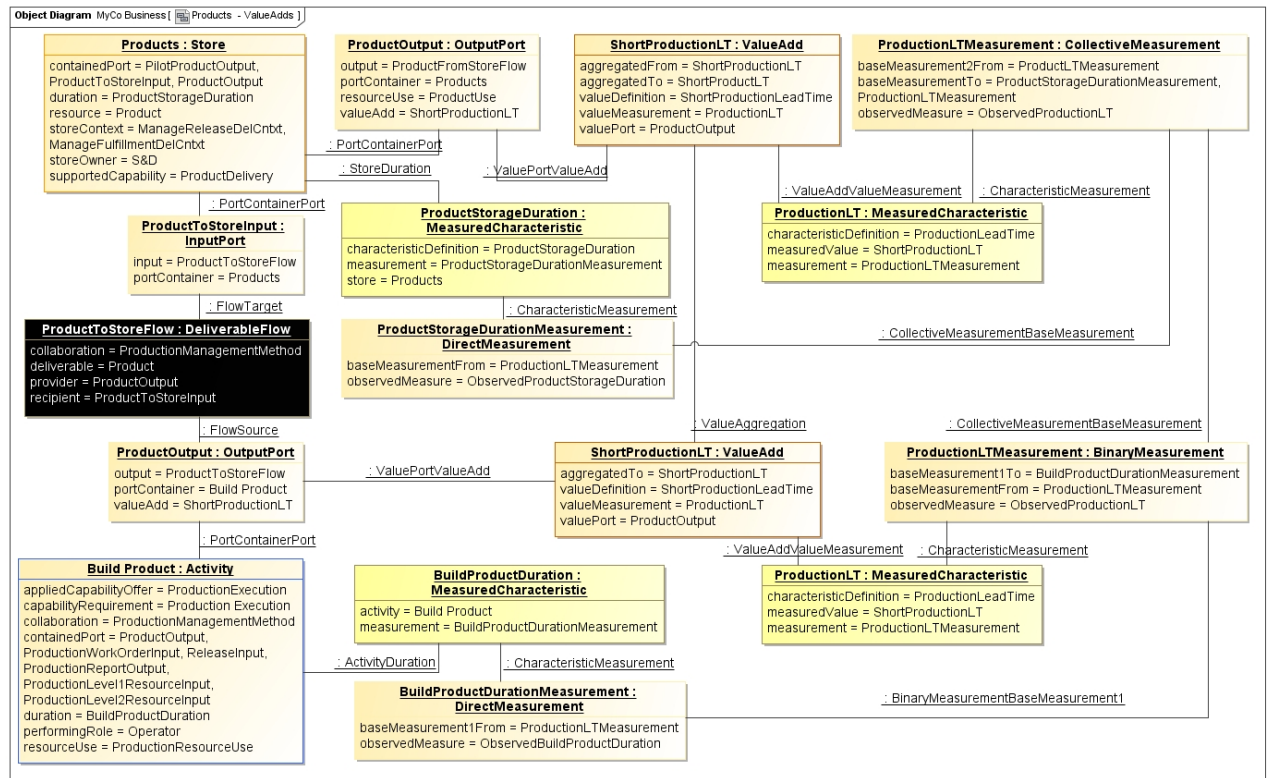 Object Diagram MyCo Business [ Products - ValueAdds ]
Products : Store
containedPort = PilotProductOutput,
ProductToStoreInput, ProductOutput
duration = ProductStorageDuration
resource = Product
storeContext = ManageReleaseDelCntxt,
ManageFulfillmentDelCntxt
storeOwner = S&D
supportedCapability = ProductDelivery
ProductOutput : OutputPort
output = ProductFromStoreFlow
portContainer = Products
resourceUse = ProductUse
valueAdd = ShortProductionLT
ShortProductionLT : ValueAdd
aggregatedFrom = ShortProductionLT
aggregatedTo = ShortProductLT
valueDefinition = ShortProductionLeadTime
valueMeasurement = ProductionLT
valuePort = ProductOutput
ProductionLTMeasurement : CollectiveMeasurement
baseMeasurement2From = ProductLTMeasurement
baseMeasurementTo = ProductStorageDurationMeasurement,
ProductionLTMeasurement
observedMeasure = ObservedProductionLT
: PortContainerPort
: StoreDuration
: ValuePortValueAdd
: ValueAddValueMeasurement
: CharacteristicMeasurement
: PortContainerPort
ProductToStoreInput :
InputPort
input = ProductToStoreFlow
portContainer = Products
ProductStorageDuration :
MeasuredCharacteristic
characteristicDefinition = ProductStorageDuration
measurement = ProductStorageDurationMeasurement
store = Products
ProductionLT : MeasuredCharacteristic
characteristicDefinition = ProductionLeadTime
measuredValue = ShortProductionLT
measurement = ProductionLTMeasurement
: FlowTarget
: CharacteristicMeasurement
ProductToStoreFlow : DeliverableFlow
collaboration = ProductionManagementMethod
deliverable = Product
provider = ProductOutput
recipient = ProductToStoreInput
ProductStorageDurationMeasurement :
DirectMeasurement
baseMeasurementFrom = ProductionLTMeasurement
observedMeasure = ObservedProductStorageDuration
: CollectiveMeasurementBaseMeasurement
: FlowSource
: ValueAggregation
: CollectiveMeasurementBaseMeasurement
ProductOutput : OutputPort
output = ProductToStoreFlow
portContainer = Build Product
valueAdd = ShortProductionLT
: ValuePortValueAdd
ShortProductionLT : ValueAdd
aggregatedTo = ShortProductionLT
valueDefinition = ShortProductionLeadTime
valueMeasurement = ProductionLT
valuePort = ProductOutput
ProductionLTMeasurement : BinaryMeasurement
baseMeasurement1To = BuildProductDurationMeasurement
baseMeasurementFrom = ProductionLTMeasurement
observedMeasure = ObservedProductionLT
: PortContainerPort
: ValueAddValueMeasurement
: CharacteristicMeasurement
Build Product : Activity
appliedCapabilityOffer = ProductionExecution
capabilityRequirement = Production Execution
collaboration = ProductionManagementMethod
containedPort = ProductOutput,
ProductionWorkOrderInput, ReleaseInput,
ProductionReportOutput,
ProductionLevel1ResourceInput,
ProductionLevel2ResourceInput
duration = BuildProductDuration
performingRole = Operator
resourceUse = ProductionResourceUse
BuildProductDuration :
MeasuredCharacteristic
activity = Build Product
measurement = BuildProductDurationMeasurement
ProductionLT : MeasuredCharacteristic
characteristicDefinition = ProductionLeadTime
measuredValue = ShortProductionLT
measurement = ProductionLTMeasurement
: ActivityDuration
: CharacteristicMeasurement
BuildProductDurationMeasurement :
DirectMeasurement
baseMeasurement1From = ProductionLTMeasurement
observedMeasure = ObservedBuildProductDuration
: BinaryMeasurementBaseMeasurement1